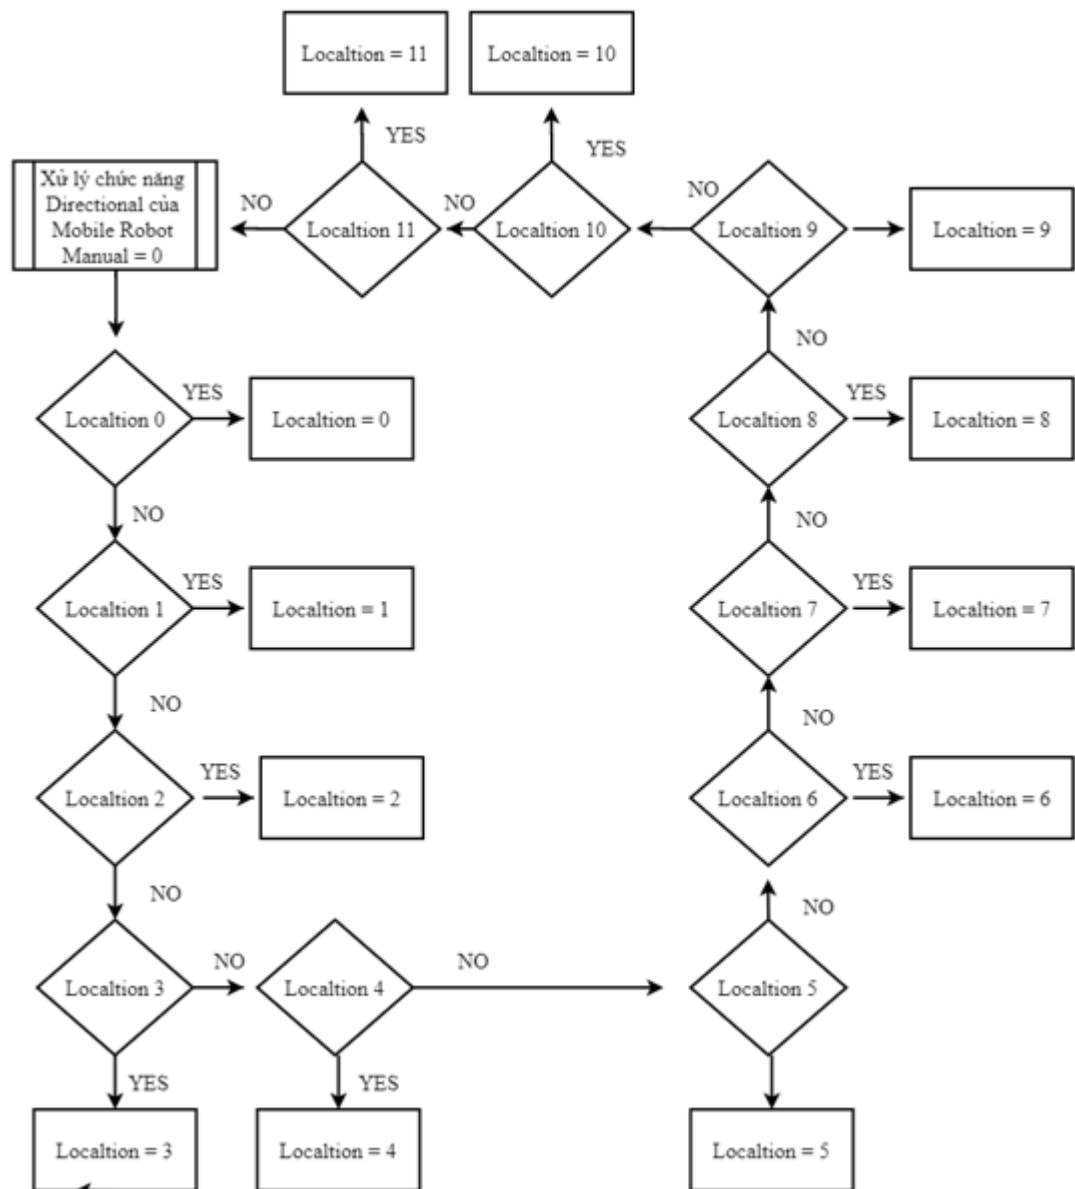 Localtion = 11
Localtion = 10
YES
YES
Xử lý chức năng
Directional của
Mobile Robot
Manual = 0
NO
Localtion 11
NO
Localtion 10
NO
Localtion 9
Localtion = 9
NO
Localtion 0
YES
Localtion = 0
Localtion 8
YES
Localtion = 8
NO
NO
Localtion 1
YES
Localtion = 1
Localtion 7
YES
Localtion = 7
NO
NO
Localtion 2
YES
Localtion = 2
Localtion 6
YES
Localtion = 6
NO
NO
Localtion 3
NO
Localtion 4
NO
Localtion 5
YES
YES
Localtion = 3
Localtion = 4
Localtion = 5